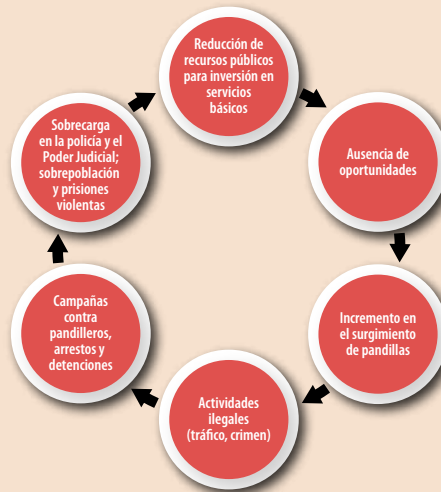 Reducción de
recursos públicos
para inversión en
servicios
básicos
Ausencia de
oportunidades
Incremento en
el surgimiento
de pandillas
Actividades
ilegales
(tráfico, crimen)
Campañas
contra
pandilleros,
arrestos y
detenciones
Sobrecarga
en la policía y el
Poder Judicial;
sobrepoblación
y prisiones
violentas